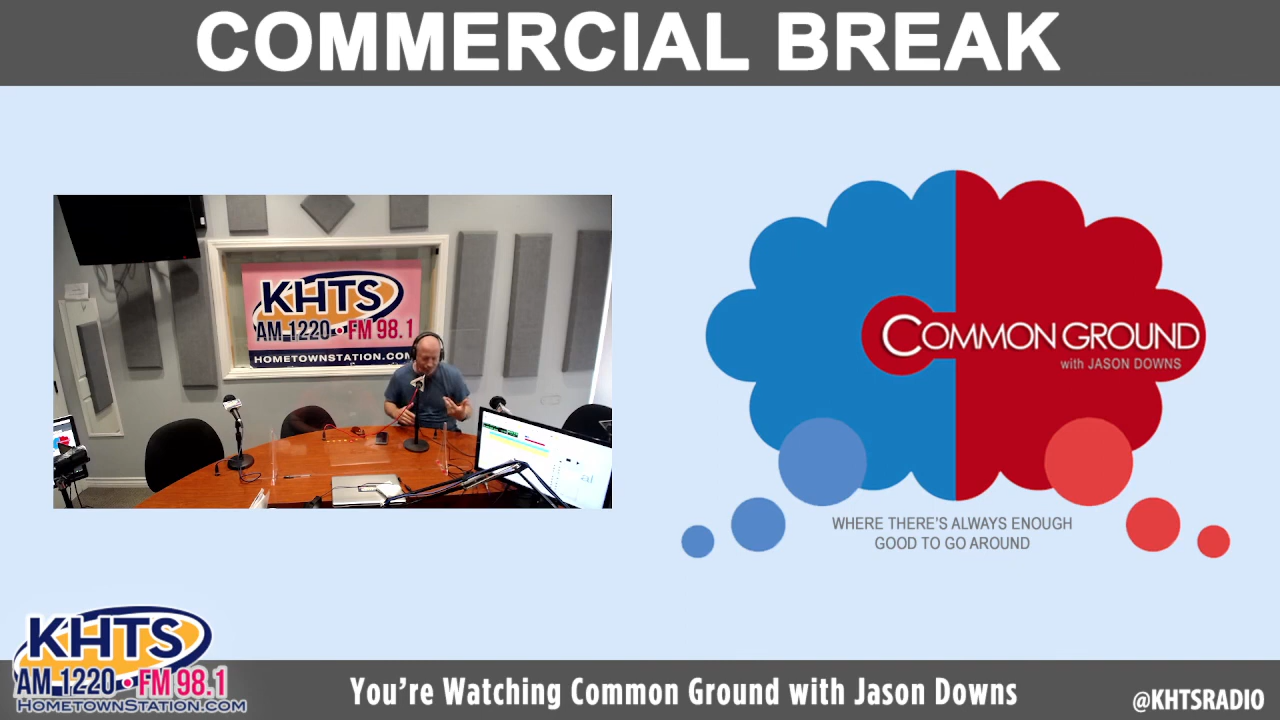 COMMERCIAL BREAK
KHTS
AM 1220 • FM 98.1
HOMETOWNSTATION.COM
COMMON GROUND
with JASON DOWNS
WHERE THERE'S ALWAYS ENOUGH
GOOD TO GO AROUND
KHTS
AM 1220 • FM 98.1
HOMETOWNSTATION.COM
You're Watching Common Ground with Jason Downs
@KHTSRADIO